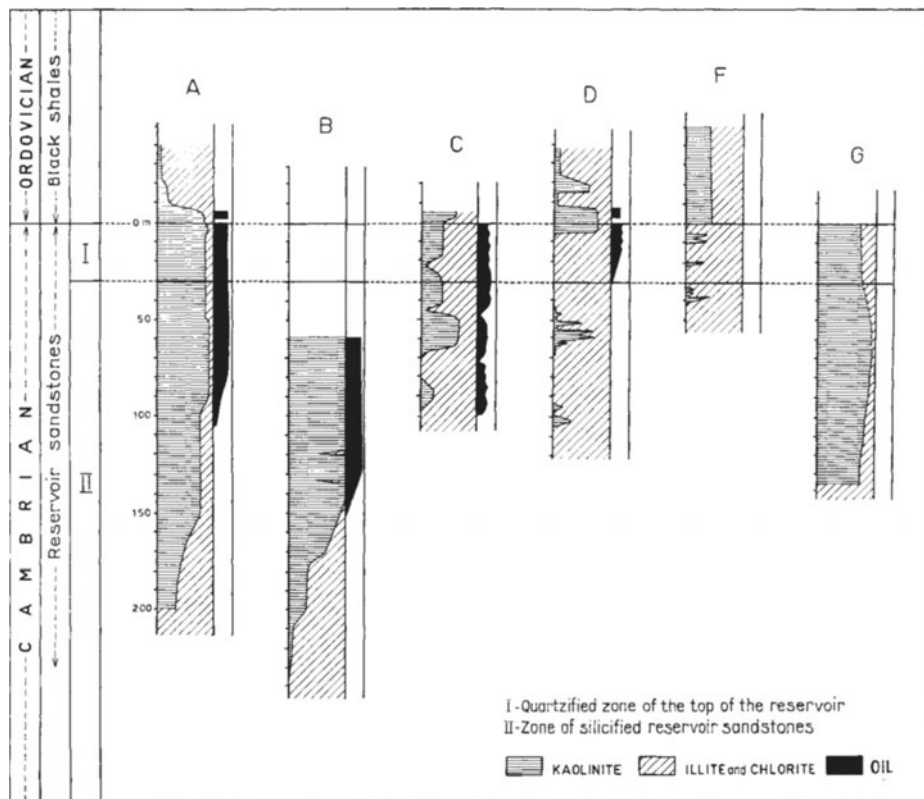 ORDOVICIAN
Black shales
CAMBRIAN
Reservoir sandstones
I
II
A
B
C
D
F
G
0 m
50
100
150
200
I-Quartzified zone of the top of the reservoir
II-Zone of silicified reservoir sandstones
KAOLINITE
ILLITE and CHLORITE
OIL